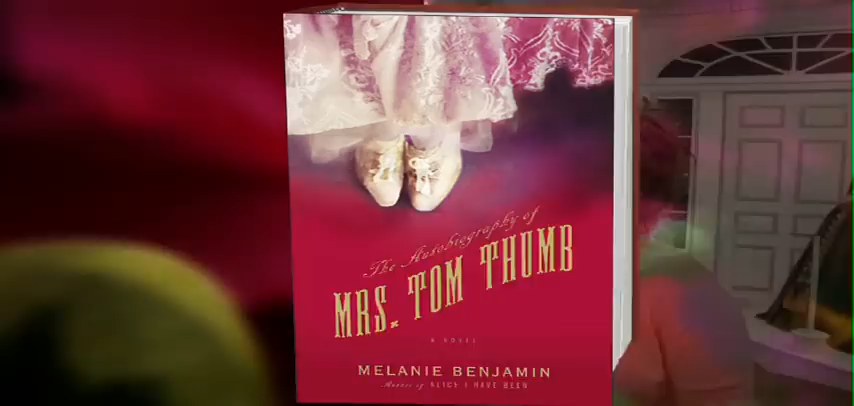 The Autobiography of
MRS. TOM THUMB
A NOVEL
MELANIE BENJAMIN
Author of ALICE I HAVE BEEN